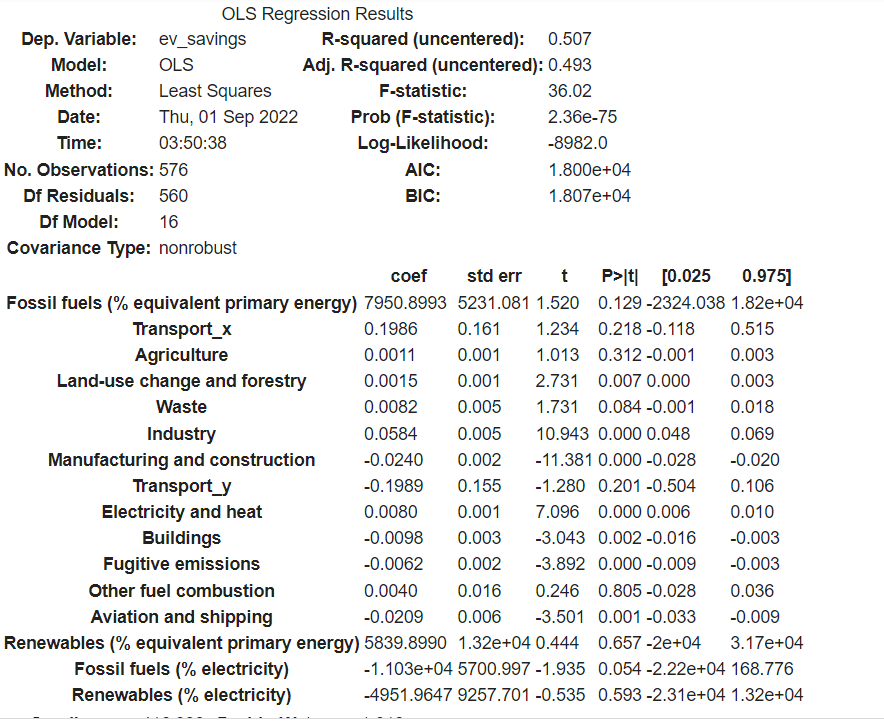 OLS Regression Results
Dep. Variable: ev_savings R-squared (uncentered): 0.507
Model: OLS Adj. R-squared (uncentered): 0.493
Method: Least Squares F-statistic: 36.02
Date: Thu, 01 Sep 2022 Prob (F-statistic): 2.36e-75
Time: 03:50:38 Log-Likelihood: -8982.0
No. Observations: 576 AIC: 1.800e+04
Df Residuals: 560 BIC: 1.807e+04
Df Model: 16
Covariance Type: nonrobust
coef std err t P>|t| [0.025 0.975]
Fossil fuels (% equivalent primary energy) 7950.8993 5231.081 1.520 0.129 -2324.038 1.82e+04
Transport_x 0.1986 0.161 1.234 0.218 -0.118 0.515
Agriculture 0.0011 0.001 1.013 0.312 -0.001 0.003
Land-use change and forestry 0.0015 0.001 2.731 0.007 0.000 0.003
Waste 0.0082 0.005 1.731 0.084 -0.001 0.018
Industry 0.0584 0.005 10.943 0.000 0.048 0.069
Manufacturing and construction -0.0240 0.002 -11.381 0.000 -0.028 -0.020
Transport_y -0.1989 0.155 -1.280 0.201 -0.504 0.106
Electricity and heat 0.0080 0.001 7.096 0.000 0.006 0.010
Buildings -0.0098 0.003 -3.043 0.002 -0.016 -0.003
Fugitive emissions -0.0062 0.002 -3.892 0.000 -0.009 -0.003
Other fuel combustion 0.0040 0.016 0.246 0.805 -0.028 0.036
Aviation and shipping -0.0209 0.006 -3.501 0.001 -0.033 -0.009
Renewables (% equivalent primary energy) 5839.8990 1.32e+04 0.444 0.657 -2e+04 3.17e+04
Fossil fuels (% electricity) -1.103e+04 5700.997 -1.935 0.054 -2.22e+04 168.776
Renewables (% electricity) -4951.9647 9257.701 -0.535 0.593 -2.31e+04 1.32e+04